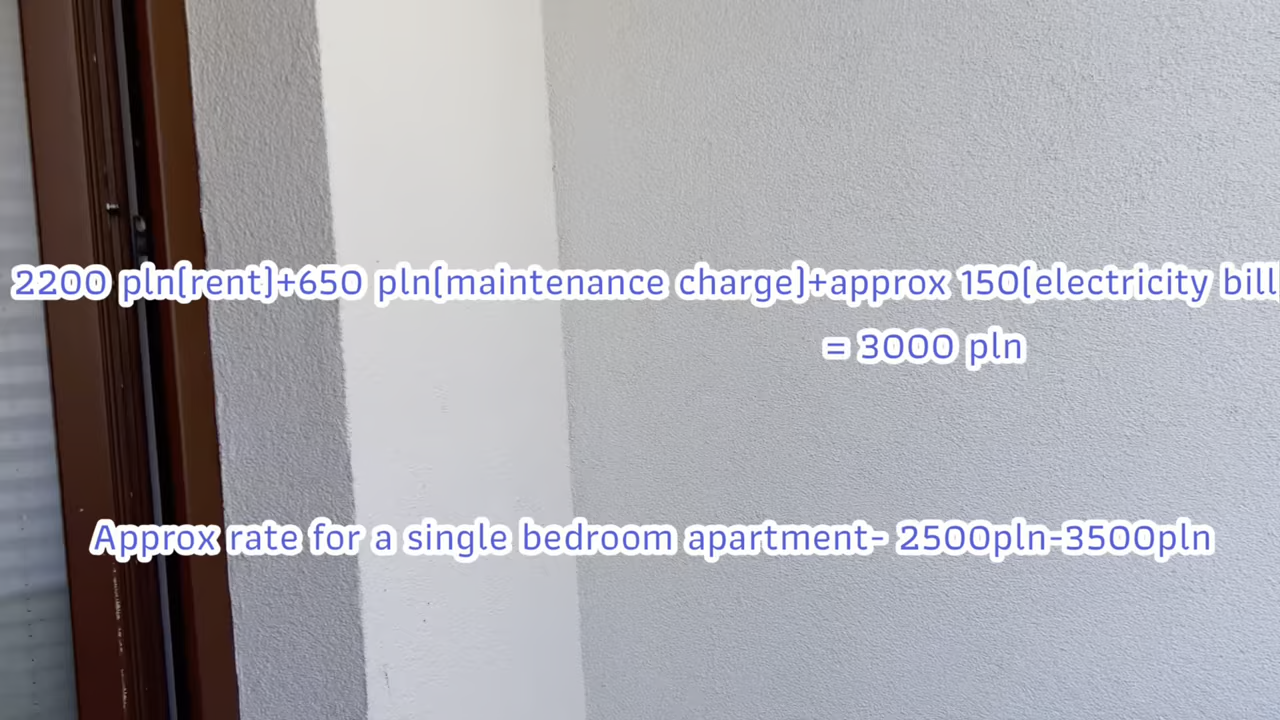 2200 pln(rent)+650 pln(maintenance charge)+approx 150(electricity bill
= 3000 pln
Approx rate for a single bedroom apartment- 2500pln-3500pln